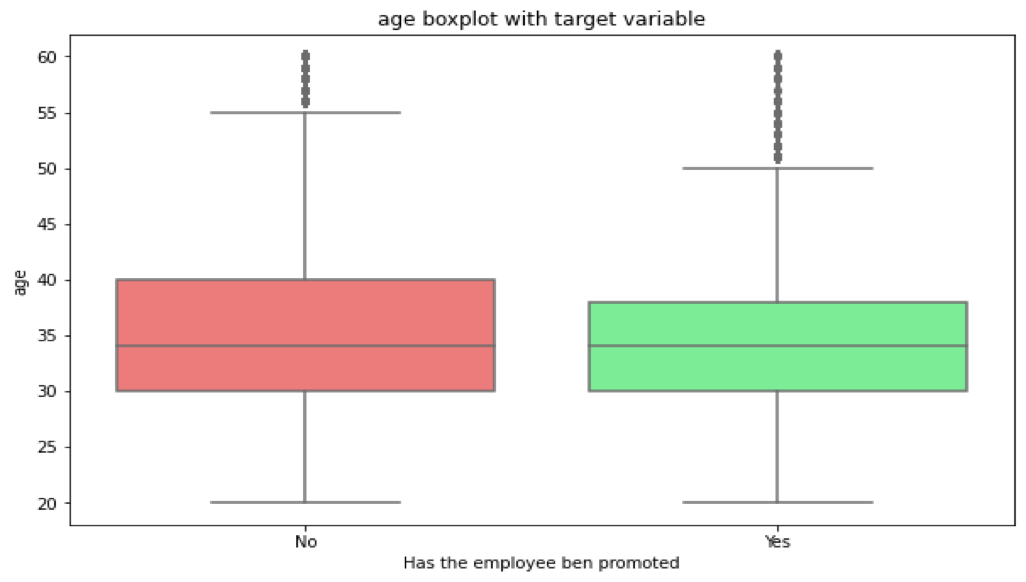 age boxplot with target variable
60
55
50
45
40
35
30
25
20
age
No Yes
Has the employee ben promoted